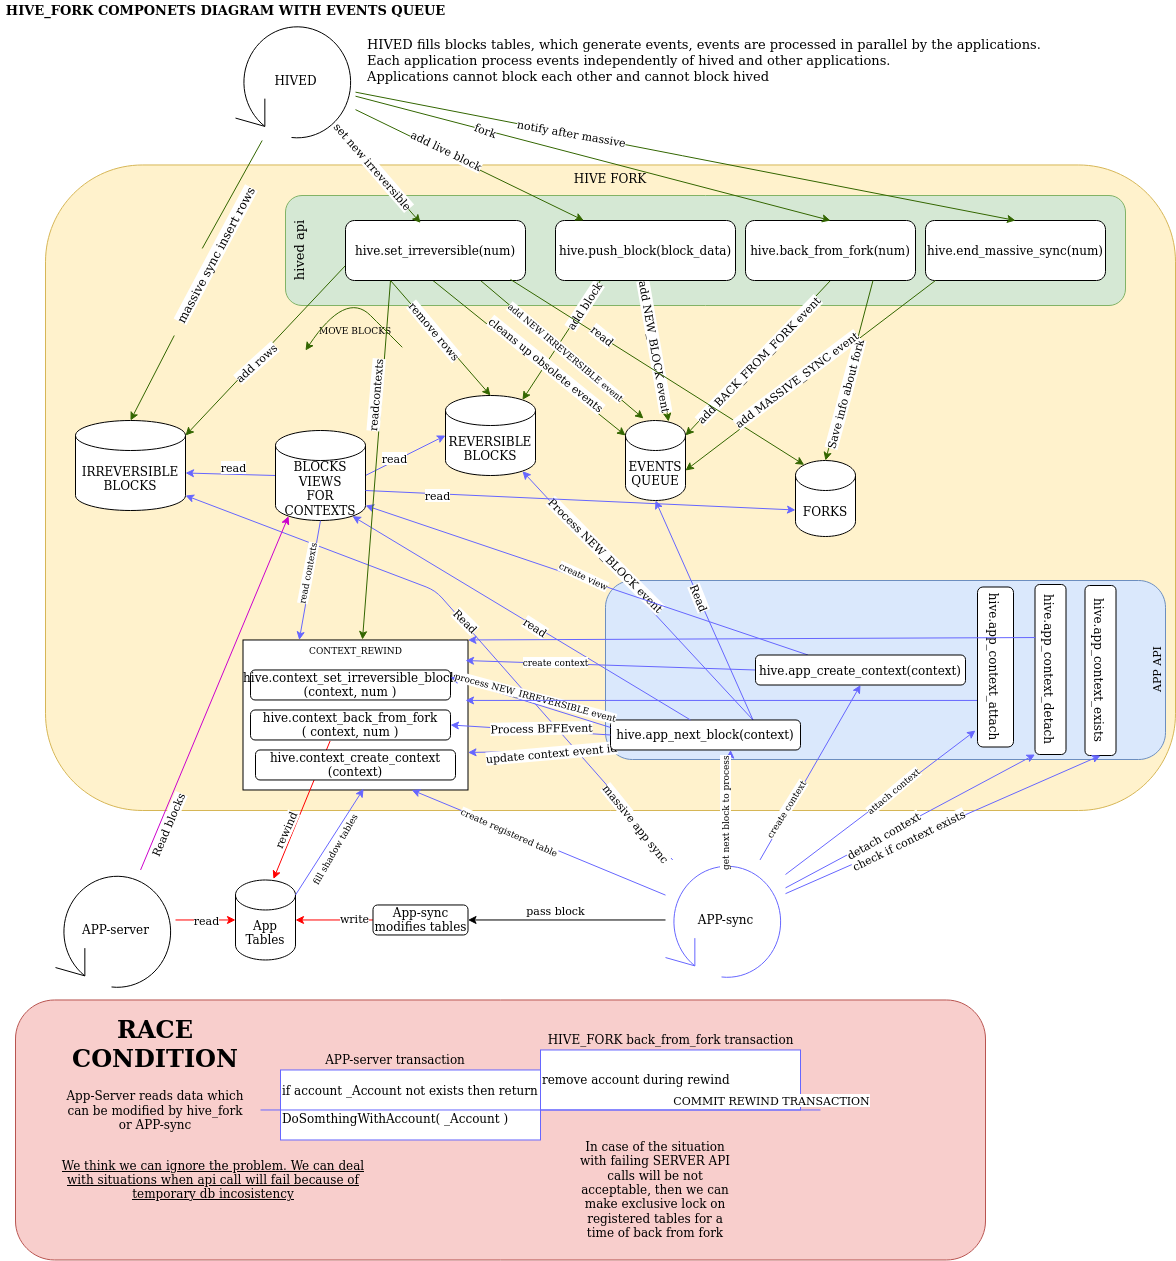 HIVE_FORK COMPONETS DIAGRAM WITH EVENTS QUEUE
HIVED fills blocks tables, which generate events, events are processed in parallel by the applications.
Each application process events independently of hived and other applications.
Applications cannot block each other and cannot block hived
HIVED
set new irreversible
add live block
fork
notify after massive
HIVE FORK
massive sync insert rows
hived api
hive.set_irreversible(num)
hive.push_block(block_data)
hive.back_from_fork(num)
hive.end_massive_sync(num)
MOVE BLOCKS
add rows
readcontexts
remove rows
cleans up obsolete events
add NEW_IRREVERSIBLE event
add block
read
add NEW_BLOCK event
add BACK_FROM_FORK event
add MASSIVE_SYNC event
Save info about fork
IRREVERSIBLE
BLOCKS
read
BLOCKS
VIEWS
FOR
CONTEXTS
read
REVERSIBLE
BLOCKS
read
EVENTS
QUEUE
FORKS
read contexts
Process NEW_BLOCK event
create view
Read
read
Read
APP API
hive.app_context_attach
hive.app_context_detach
hive.app_context_exists
CONTEXT_REWIND
hive.context_set_irreversible_block
(context, num )
hive.context_back_from_fork
( context, num )
hive.context_create_context
(context)
create context
process NEW_IRREVERSIBLE event
Process BFFEvent
update context event id
hive.app_create_context(context)
hive.app_next_block(context)
Read blocks
rewind
fill shadow tables
create registered table
massive app sync
get next block to process
create context
attach context
detach context
check if context exists
APP-server
read
App
Tables
write
App-sync
modifies tables
pass block
APP-sync
RACE
CONDITION
App-Server reads data which
can be modified by hive_fork
or APP-sync
We think we can ignore the problem. We can deal
with situations when api call will fail because of
temporary db incosistency
APP-server transaction
if account _Account not exists then return
DoSomthingWithAccount( _Account )
HIVE_FORK back_from_fork transaction
remove account during rewind
COMMIT REWIND TRANSACTION
In case of the situation
with failing SERVER API
calls will be not
acceptable, then we can
make exclusive lock on
registered tables for a
time of back from fork